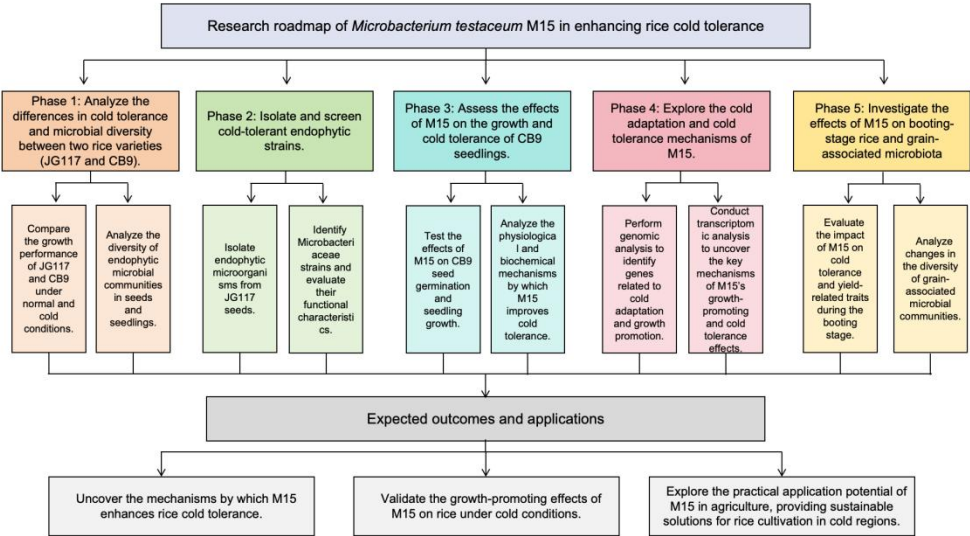 Research roadmap of Microbacterium testaceum M15 in enhancing rice cold tolerance
Phase 1: Analyze the
differences in cold tolerance
and microbial diversity
between two rice varieties
(JG117 and CB9).
Phase 2: Isolate and screen
cold-tolerant endophytic
strains.
Phase 3: Assess the effects
of M15 on the growth and
cold tolerance of CB9
seedlings.
Phase 4: Explore the cold
adaptation and cold
tolerance mechanisms of
M15.
Phase 5: Investigate the
effects of M15 on booting-
stage rice and grain-
associated microbiota
Compare
the growth
performance
of JG117
and CB9
under
normal and
cold
conditions.
Analyze the
diversity of
endophytic
microbial
communities
in seeds and
seedlings.
Isolate
endophytic
microorgani
sms from
JG117
seeds.
Identify
Microbacteri
aceae
strains and
evaluate
their
functional
characteristi
cs.
Test the
effects of
M15 on CB9
seed
germination
and
seedling
growth.
Analyze the
physiologica
l and
biochemical
mechanisms
by which
M15
improves
cold
tolerance.
Perform
genomic
analysis to
identify
genes
related to
cold
adaptation
and growth
promotion.
Conduct
transcriptom
ic analysis
to uncover
the key
mechanisms
of M15's
growth-
promoting
and cold
tolerance
effects.
Evaluate
the impact
of M15 on
cold
tolerance
and yield-
related traits
during the
booting
stage.
Analyze
changes in
the diversity
of grain-
associated
microbial
communities.
Expected outcomes and applications
Uncover the mechanisms by which M15
enhances rice cold tolerance.
Validate the growth-promoting effects of
M15 on rice under cold conditions.
Explore the practical application potential of
M15 in agriculture, providing sustainable
solutions for rice cultivation in cold regions.